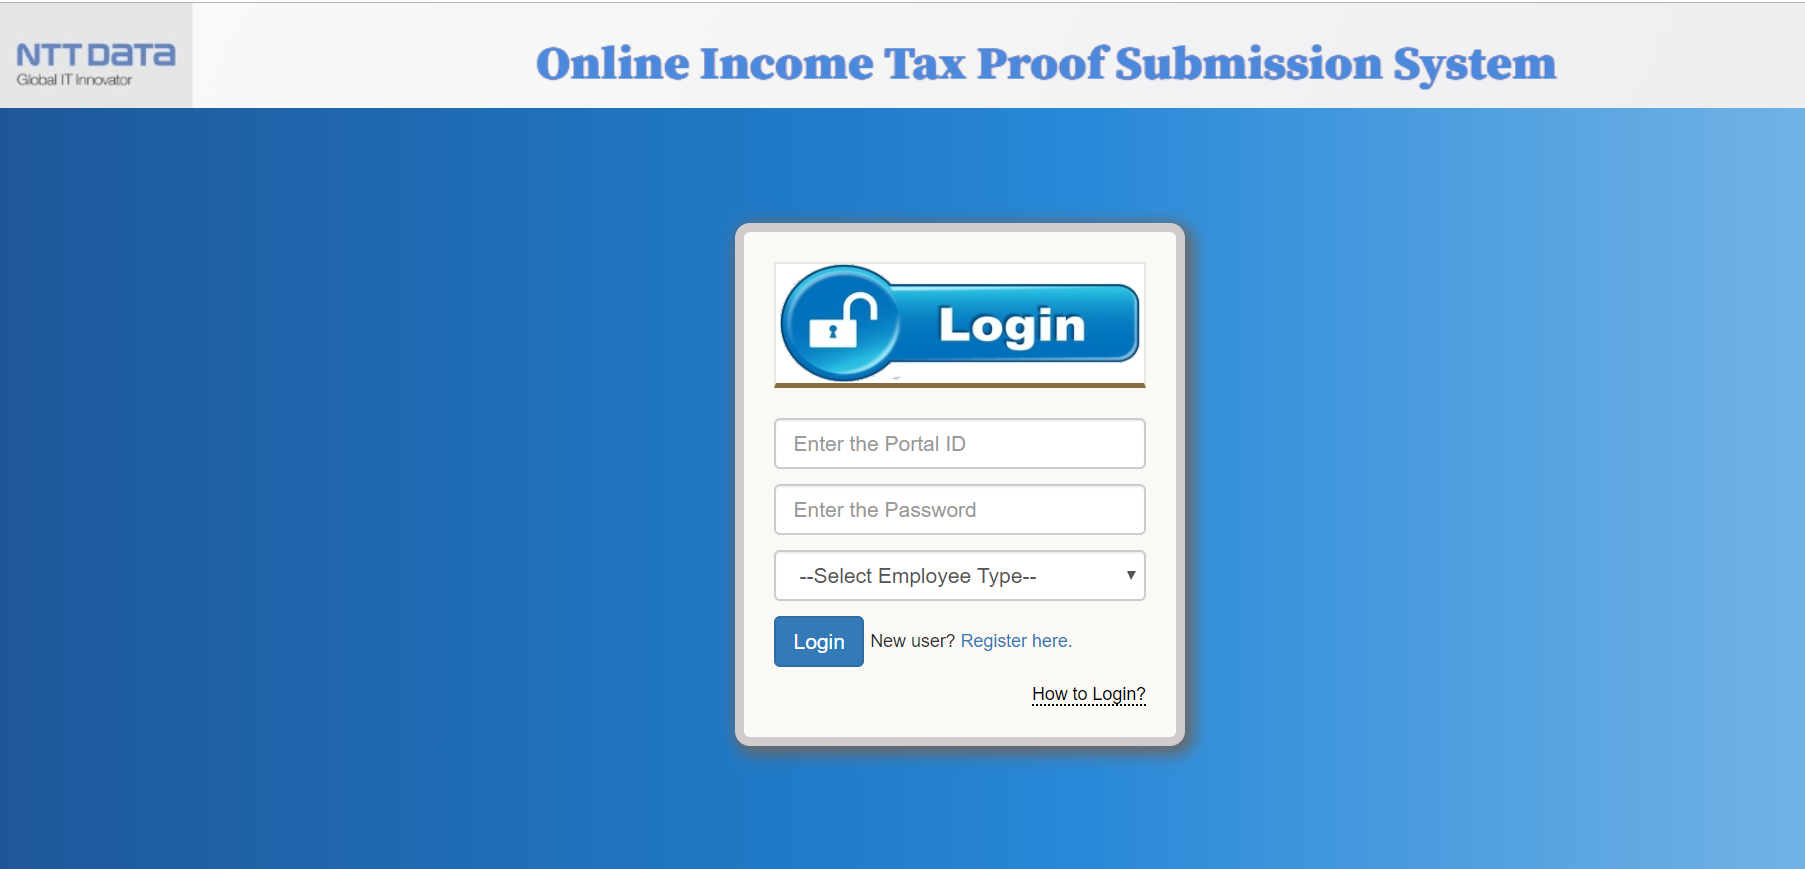 NTT DATA
Global IT Innovator
Online Income Tax Proof Submission System
Login
Enter the Portal ID
Enter the Password
--Select Employee Type--
Login New user? Register here.
How to Login?